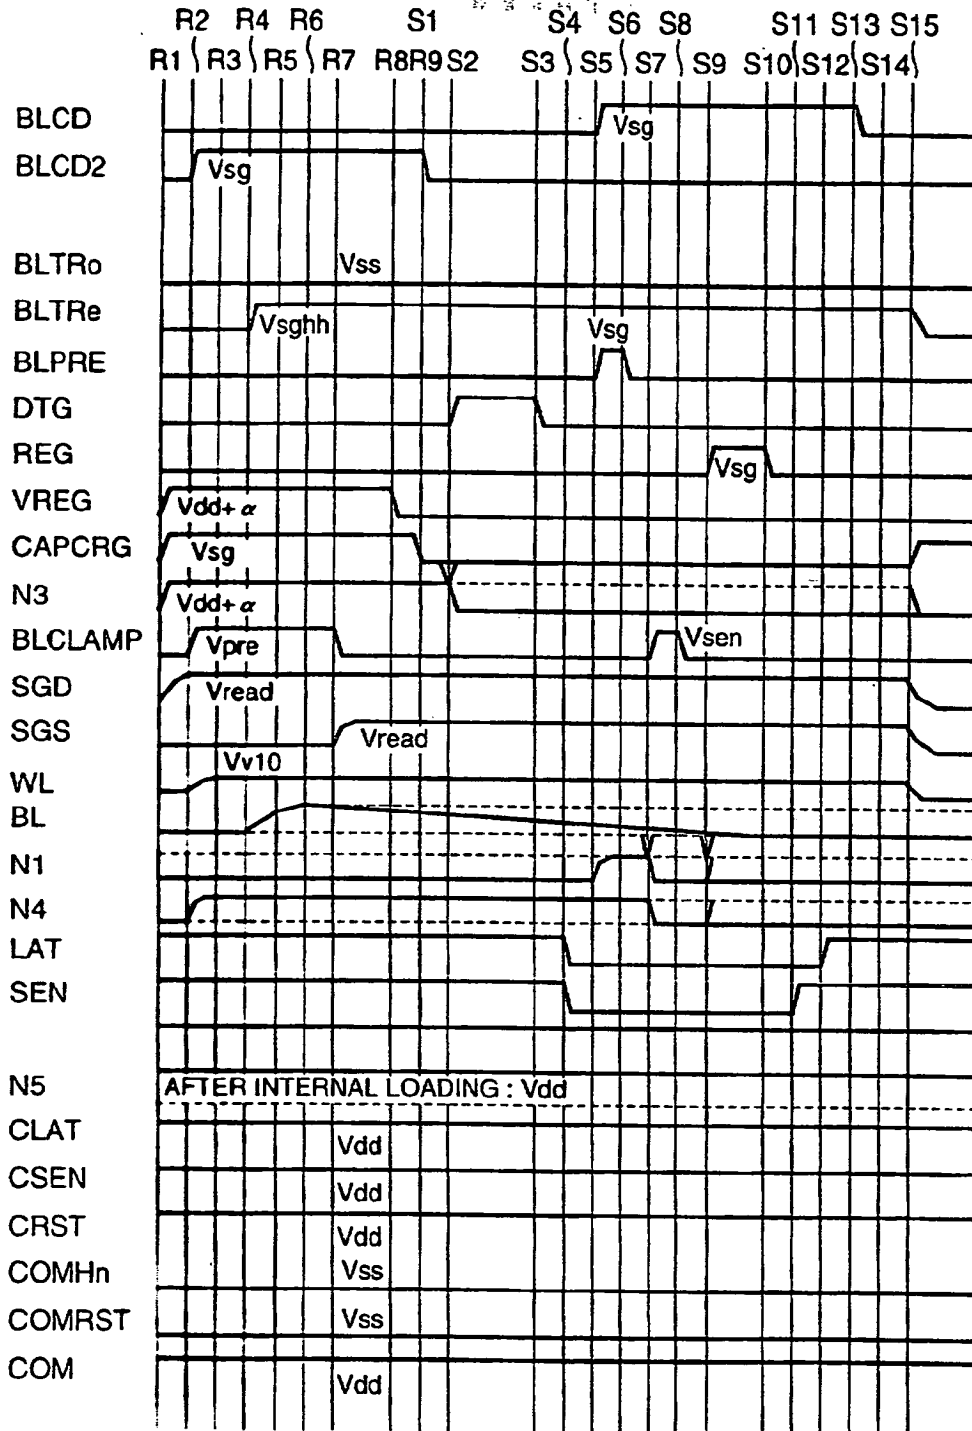 R2 R4 R6 S1 S4 S6 S8 S11 S13 S15
R1 R3 R5 R7 R8R9 S2 S3 S5 S7 S9 S10 S12 S14
BLCD Vsg
BLCD2 Vsg
BLTRo Vss
BLTRe Vsghh
Vsg
BLPRE
DTG
REG Vsg
VREG Vdd+α
CAPCRG Vsg
N3 Vdd+α
BLCLAMP Vpre Vsen
SGD Vread
SGS Vread
Vv10
WL
BL
N1
N4
LAT
SEN
N5 AFTER INTERNAL LOADING : Vdd
CLAT Vdd
CSEN Vdd
CRST Vdd
COMHn Vss
COMRST Vss
COM Vdd